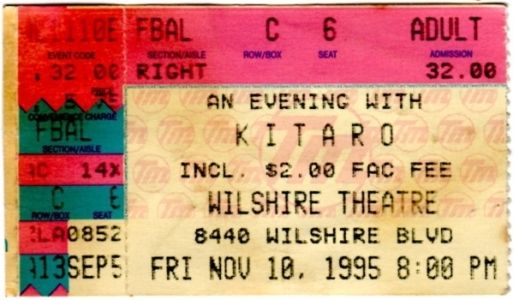 FBAL C 6 ADULT
EVENT CODE SECTION/AISLE ROW/BOX SEAT ADMISSION
32.00 RIGHT 32.00
AN EVENING WITH
CONVENIENCE CHARGE
FBAL KITARO
SECTION/AISLE
14X INCL. $2.00 FAC FEE
C 6 WILSHIRE THEATRE
ROW/BOX SEAT
LA0852 8440 WILSHIRE BLVD
13SEP5 FRI NOV 10, 1995 8:00 PM